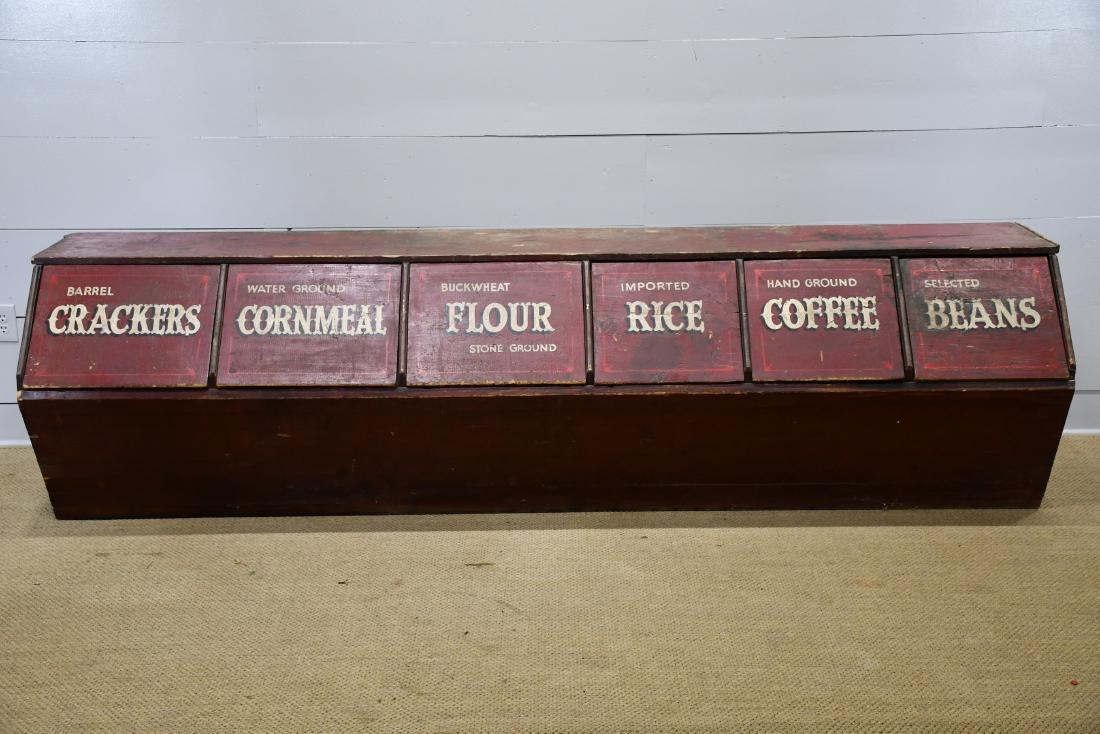 BARREL
CRACKERS
WATER GROUND
CORNMEAL
BUCKWHEAT
FLOUR
STONE GROUND
IMPORTED
RICE
HAND GROUND
COFFEE
SELECTED
BEANS